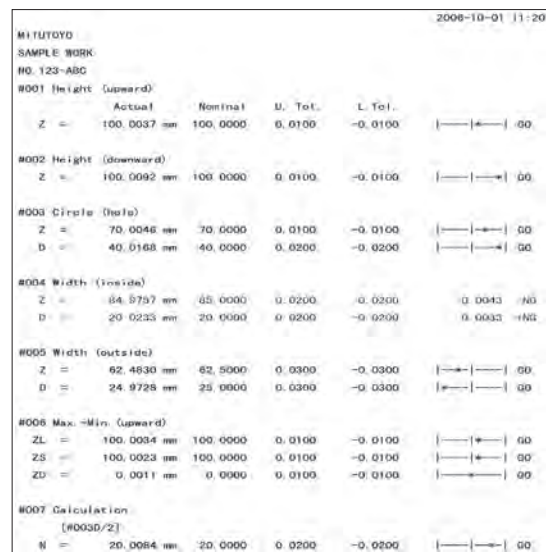 2006-10-01 11:20
MITUTOYO
SAMPLE WORK
NO. 123-ABC
#001 Height (upward)
Actual Nominal U. Tol. L. Tol.
Z = 100.0037 mm 100.0000 0.0100 -0.0100 GO
#002 Height (downward)
Z = 100.0092 mm 100.0000 0.0100 -0.0100 GO
#003 Circle (hole)
Z = 70.0046 mm 70.0000 0.0100 -0.0100 GO
D = 40.0168 mm 40.0000 0.0200 -0.0200 GO
#004 Width (inside)
Z = 84.9757 mm 85.0000 0.0200 -0.0200 -0.0043 -NG
D = 20.0233 mm 20.0000 0.0200 -0.0200 0.0033 +NG
#005 Width (outside)
Z = 62.4830 mm 62.5000 0.0300 -0.0300 GO
D = 24.9728 mm 25.0000 0.0300 -0.0300 GO
#006 Max.-Min. (upward)
ZL = 100.0034 mm 100.0000 0.0100 -0.0100 GO
ZS = 100.0023 mm 100.0000 0.0100 -0.0100 GO
ZD = 0.0011 mm 0.0000 0.0100 -0.0100 GO
#007 Calculation
[#003D/2]
N = 20.0084 mm 20.0000 0.0200 -0.0200 GO